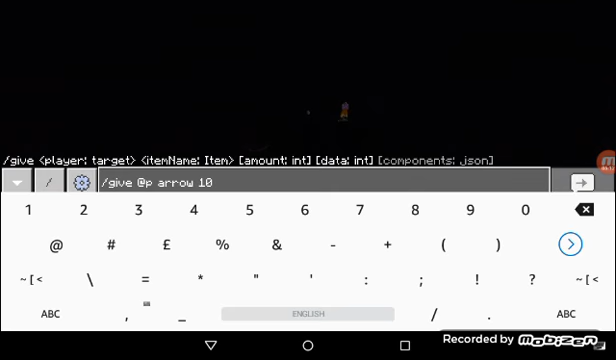 /give <player: target> <itemName: Item> [amount: int] [data: int] [components: json]
/
/give @p arrow 10
1 2 3 4 5 6 7 8 9 0
@ # £ % & - + ( )
~ [ < \ = * " ' : ; ! ? ~ [ <
ABC , _ ENGLISH / . ABC
Recorded by mobizen